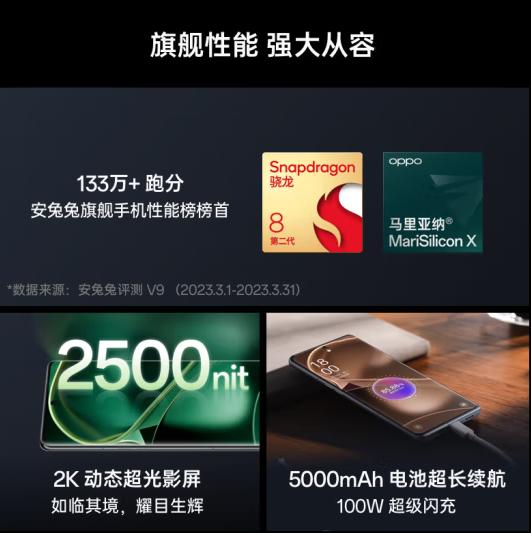 旗舰性能 强大从容
133万+ 跑分
安兔兔旗舰手机性能榜榜首
Snapdragon
骁龙
8
第二代
oppo
马里亚纳®
MariSilicon X
*数据来源：安兔兔评测 V9 （2023.3.1-2023.3.31）
2500nit
2K 动态超光影屏
如临其境，耀目生辉
1:8
00
5000mAh 电池超长续航
100W 超级闪充